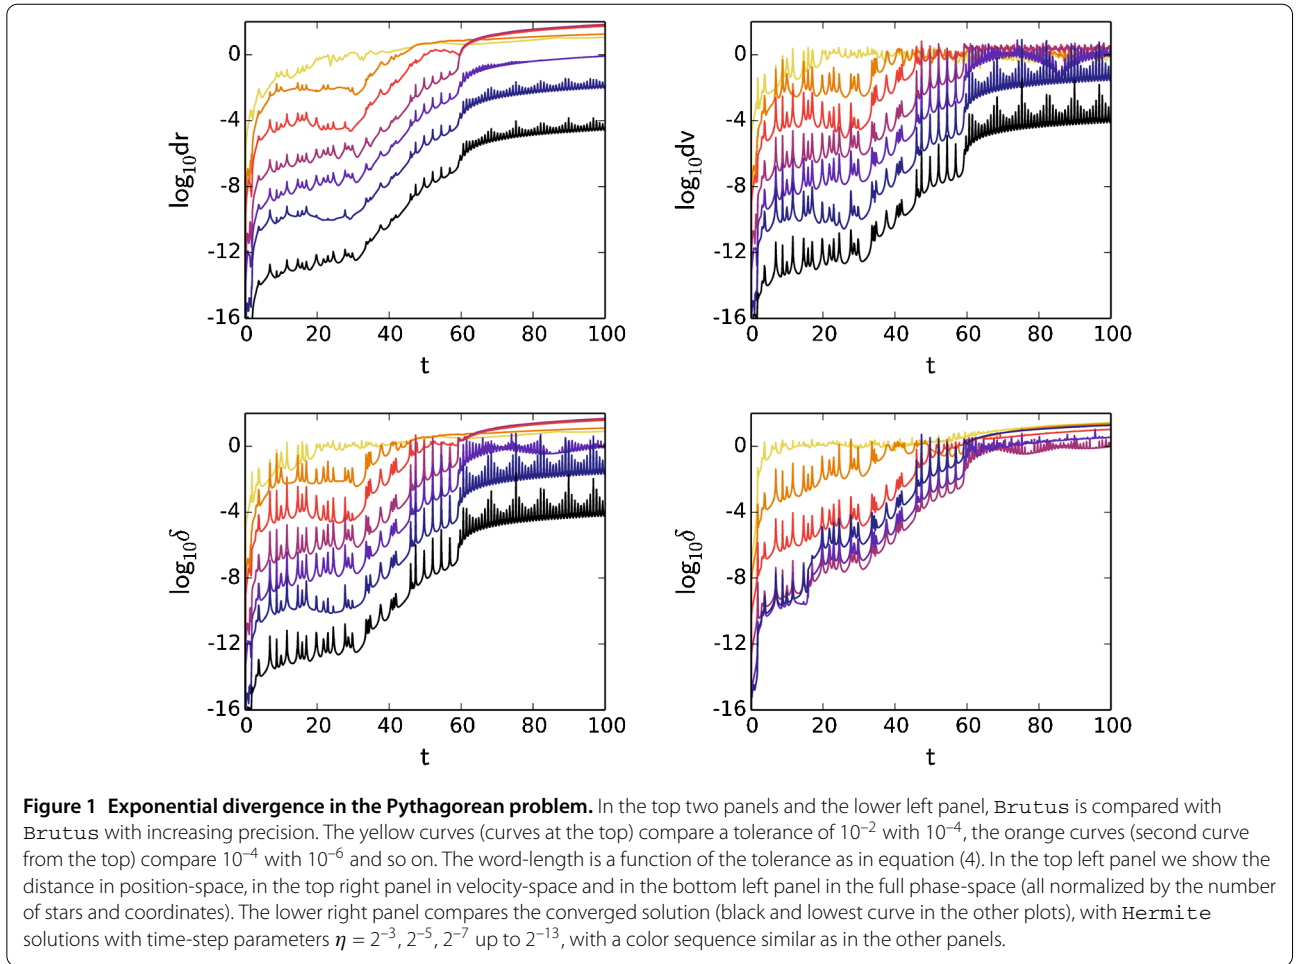 0
-4
-8
-12
-16
log10dr
0 20 40 60 80 100
t
0
-4
-8
-12
-16
log10dv
0 20 40 60 80 100
t
0
-4
-8
-12
-16
log10δ
0 20 40 60 80 100
t
0
-4
-8
-12
-16
log10δ
0 20 40 60 80 100
t
Figure 1 Exponential divergence in the Pythagorean problem. In the top two panels and the lower left panel, Brutus is compared with
Brutus with increasing precision. The yellow curves (curves at the top) compare a tolerance of 10⁻² with 10⁻⁴, the orange curves (second curve
from the top) compare 10⁻⁴ with 10⁻⁶ and so on. The word-length is a function of the tolerance as in equation (4). In the top left panel we show the
distance in position-space, in the top right panel in velocity-space and in the bottom left panel in the full phase-space (all normalized by the number
of stars and coordinates). The lower right panel compares the converged solution (black and lowest curve in the other plots), with Hermite
solutions with time-step parameters η = 2⁻³, 2⁻⁵, 2⁻⁷ up to 2⁻¹³, with a color sequence similar as in the other panels.